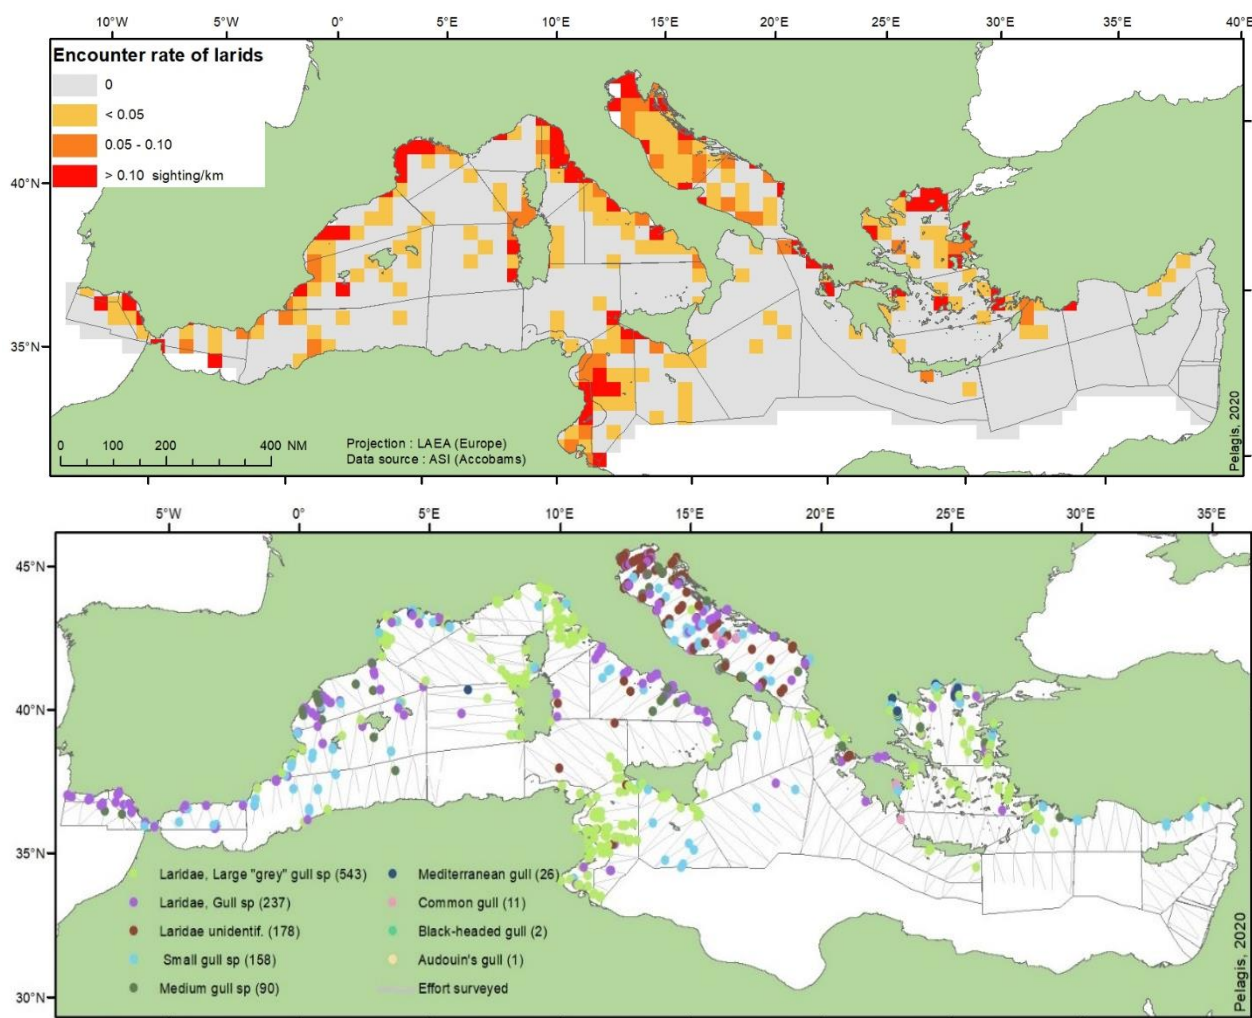 10°W 5°W 0° 5°E 10°E 15°E 20°E 25°E 30°E 35°E 40°E
Encounter rate of larids
0
< 0.05
0.05 - 0.10
> 0.10 sighting/km
40°N
35°N
0 100 200 400 NM
Projection : LAEA (Europe)
Data source : ASI (Accobams)
Pelagis, 2020
5°W 0° 5°E 10°E 15°E 20°E 25°E 30°E 35°E
45°N
40°N
35°N
30°N
Laridae, Large "grey" gull sp (543)
Laridae, Gull sp (237)
Laridae unidentif. (178)
Small gull sp (158)
Medium gull sp (90)
Mediterranean gull (26)
Common gull (11)
Black-headed gull (2)
Audouin's gull (1)
Effort surveyed
Pelagis, 2020